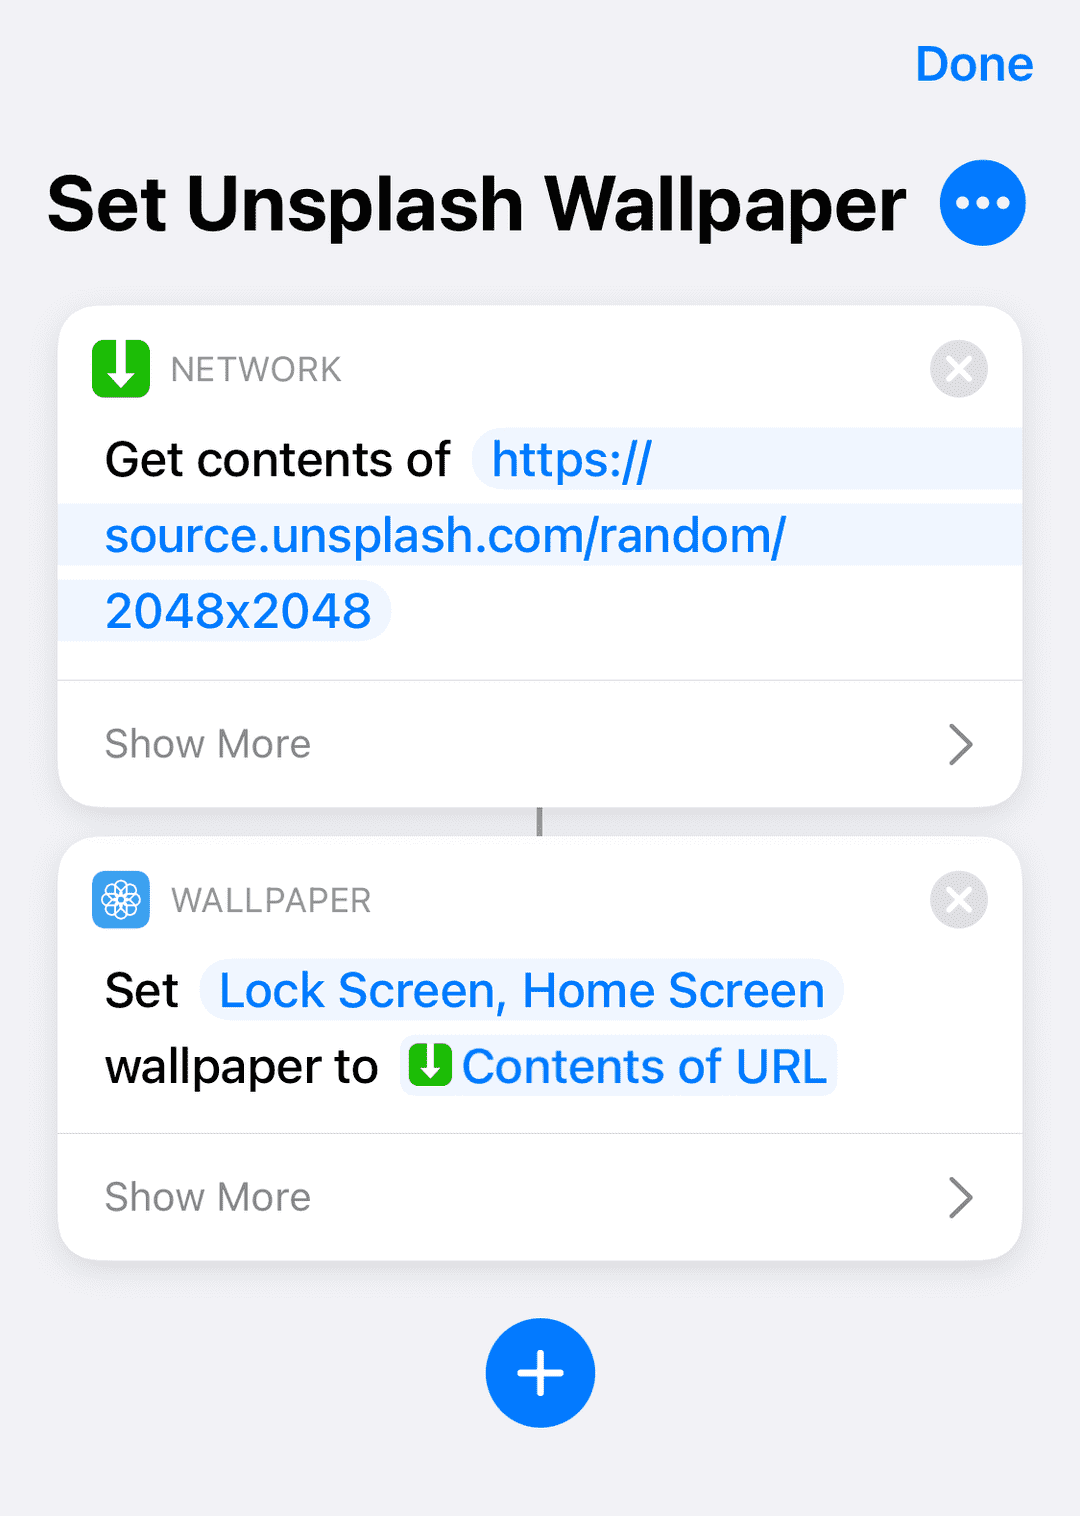 Done
Set Unsplash Wallpaper
NETWORK
Get contents of https://
source.unsplash.com/random/
2048x2048
Show More
WALLPAPER
Set Lock Screen, Home Screen
wallpaper to Contents of URL
Show More